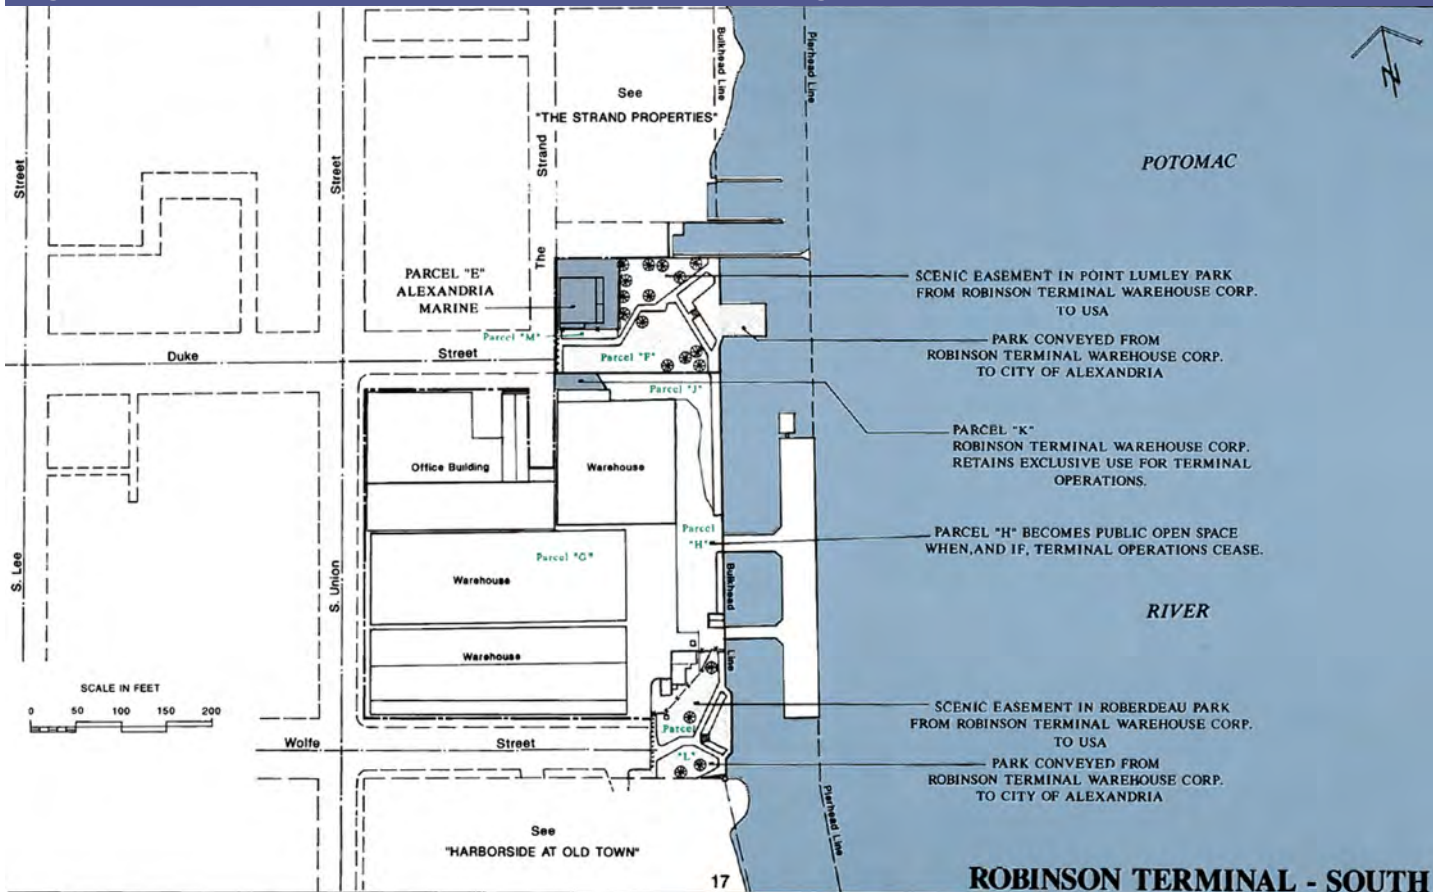 Bulkhead Line
Pierhead Line
N
See
"THE STRAND PROPERTIES"
Street
Street
The Strand
POTOMAC
PARCEL "E"
ALEXANDRIA
MARINE
SCENIC EASEMENT IN POINT LUMLEY PARK
FROM ROBINSON TERMINAL WAREHOUSE CORP.
TO USA
Parcel "M"
Duke Street
Parcel "F"
PARK CONVEYED FROM
ROBINSON TERMINAL WAREHOUSE CORP.
TO CITY OF ALEXANDRIA
Parcel "J"
PARCEL "K"
ROBINSON TERMINAL WAREHOUSE CORP.
RETAINS EXCLUSIVE USE FOR TERMINAL
OPERATIONS.
Office Building
Warehouse
Parcel
"H"
PARCEL "H" BECOMES PUBLIC OPEN SPACE
WHEN,AND IF, TERMINAL OPERATIONS CEASE.
Parcel "G"
Warehouse
S. Lee
S. Union
Bulkhead
Line
RIVER
Warehouse
SCALE IN FEET
0 50 100 150 200
SCENIC EASEMENT IN ROBERDEAU PARK
FROM ROBINSON TERMINAL WAREHOUSE CORP.
TO USA
Parcel
"L"
Wolfe Street
PARK CONVEYED FROM
ROBINSON TERMINAL WAREHOUSE CORP.
TO CITY OF ALEXANDRIA
Pierhead Line
See
"HARBORSIDE AT OLD TOWN"
17
ROBINSON TERMINAL - SOUTH